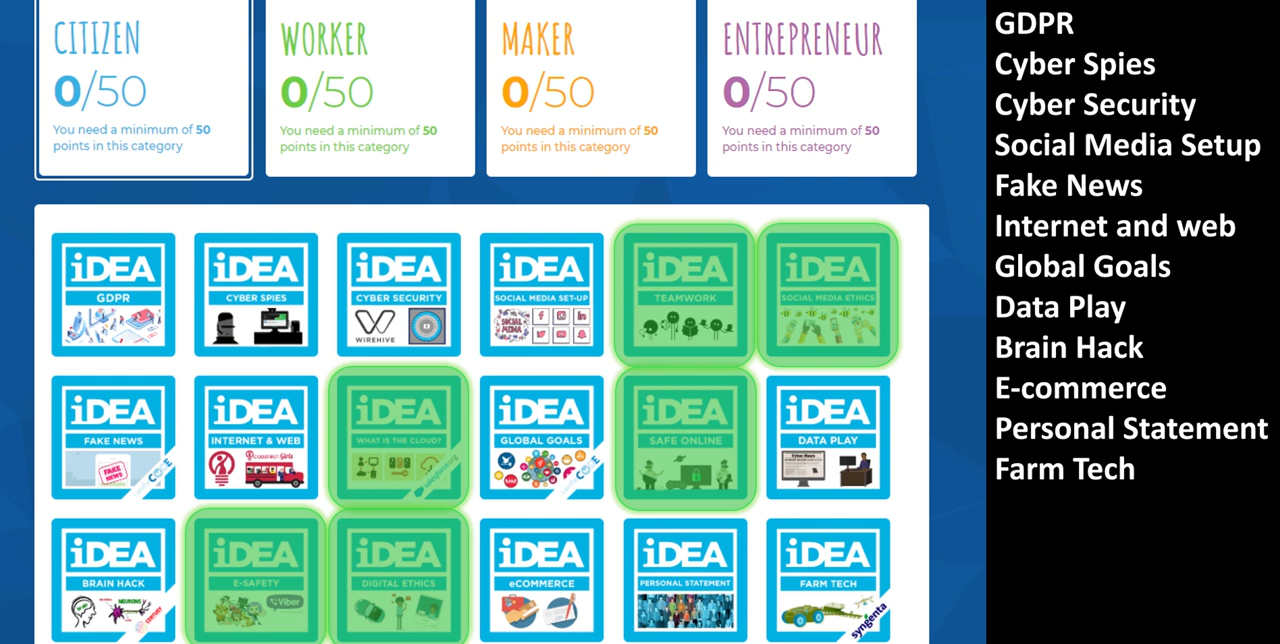 CITIZEN
0/50
You need a minimum of 50
points in this category
WORKER
0/50
You need a minimum of 50
points in this category
MAKER
0/50
You need a minimum of 50
points in this category
ENTREPRENEUR
0/50
You need a minimum of 50
points in this category
iDEA
GDPR
iDEA
CYBER SPIES
iDEA
CYBER SECURITY
WIREHIVE
iDEA
SOCIAL MEDIA SET-UP
SOCIAL
MEDIA
iDEA
TEAMWORK
iDEA
SOCIAL MEDIA ETHICS
iDEA
FAKE NEWS
FAKE
NEWS
iDEA
INTERNET & WEB
iDEA
WHAT IS THE CLOUD?
iDEA
GLOBAL GOALS
iDEA
SAFE ONLINE
iDEA
DATA PLAY
Cyber News
iDEA
BRAIN HACK
NEURONS
CENTURY
iDEA
E-SAFETY
Viber
iDEA
DIGITAL ETHICS
iDEA
eCOMMERCE
iDEA
PERSONAL STATEMENT
iDEA
FARM TECH
syngenta
GDPR
Cyber Spies
Cyber Security
Social Media Setup
Fake News
Internet and web
Global Goals
Data Play
Brain Hack
E-commerce
Personal Statement
Farm Tech